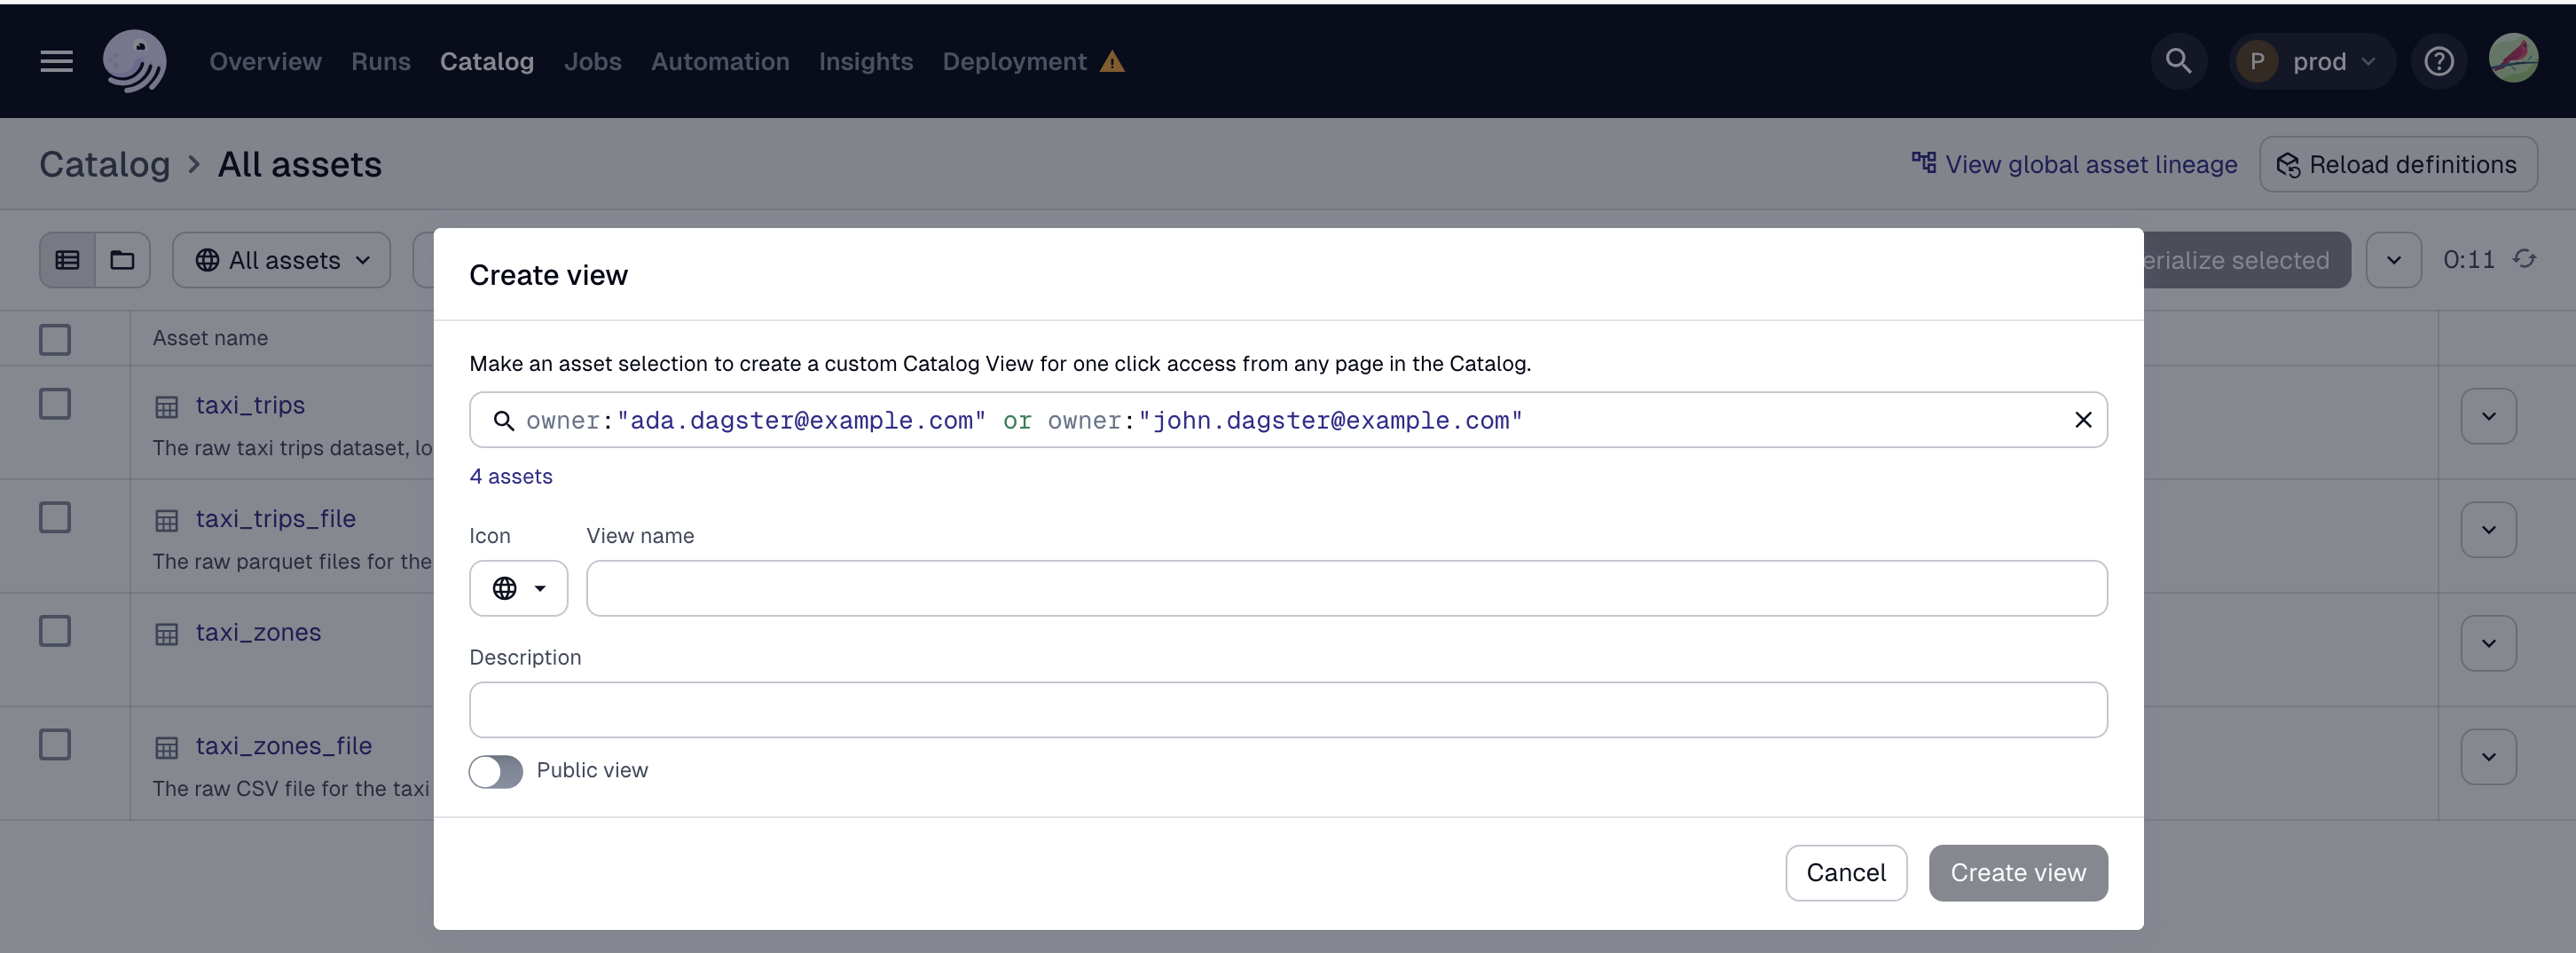 Overview Runs Catalog Jobs Automation Insights Deployment P prod
Catalog All assets View global asset lineage Reload definitions
All assets erialize selected 0:11
Create view
Asset name
Make an asset selection to create a custom Catalog View for one click access from any page in the Catalog.
taxi_trips
owner:"ada.dagster@example.com" or owner:"john.dagster@example.com"
The raw taxi trips dataset, lo
4 assets
taxi_trips_file
Icon View name
The raw parquet files for the
taxi_zones
Description
taxi_zones_file
Public view
The raw CSV file for the taxi
Cancel Create view